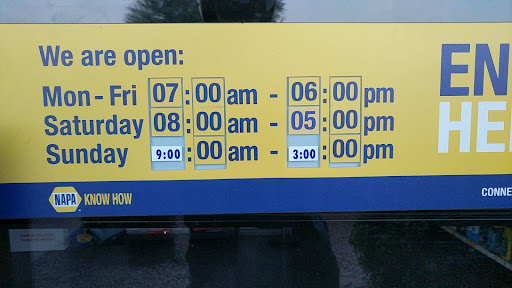 We are open:
Mon - Fri 07:00 am - 06:00 pm
Saturday 08:00 am - 05:00 pm
Sunday 9:00:00 am - 3:00:00 pm
EN
HE
NAPA KNOW HOW
CONNE